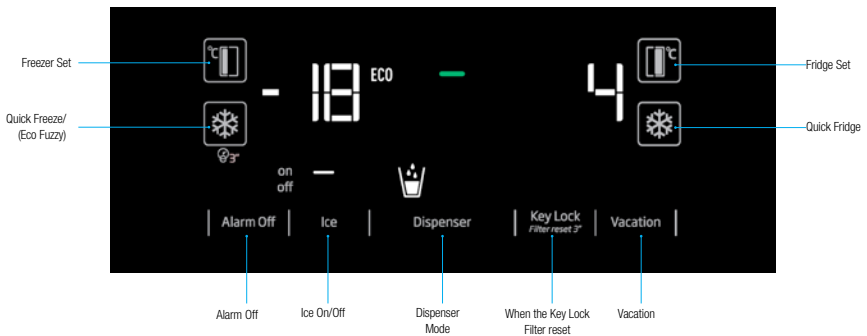 °C
°C
Freezer Set
- 18
ECO
4
Fridge Set
Quick Freeze/
(Eco Fuzzy)
Quick Fridge
3"
on
off
Alarm Off
Ice
Dispenser
Key Lock
Filter reset 3"
Vacation
Alarm Off
Ice On/Off
Dispenser
Mode
When the Key Lock
Filter reset
Vacation